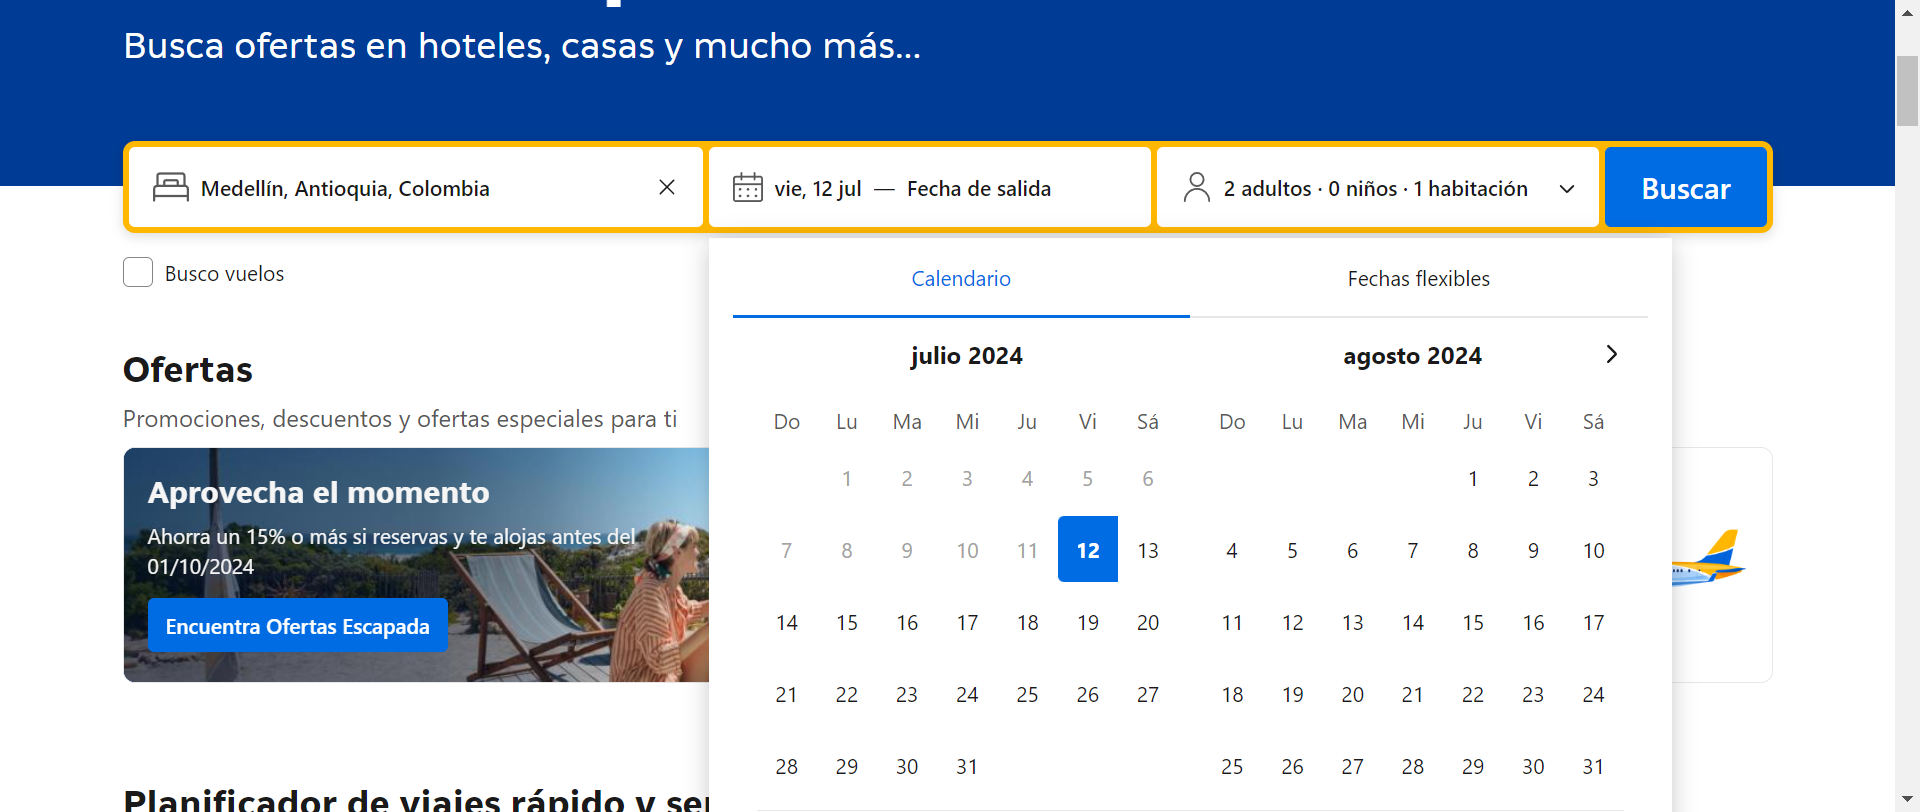 Busca ofertas en hoteles, casas y mucho más...
Medellín, Antioquia, Colombia
vie, 12 jul — Fecha de salida
2 adultos · 0 niños · 1 habitación
Buscar
Busco vuelos
Calendario
Fechas flexibles
Ofertas
Promociones, descuentos y ofertas especiales para ti
Aprovecha el momento
Ahorra un 15% o más si reservas y te alojas antes del
01/10/2024
Encuentra Ofertas Escapada
julio 2024
Do Lu Ma Mi Ju Vi Sá
1 2 3 4 5 6
7 8 9 10 11 12 13
14 15 16 17 18 19 20
21 22 23 24 25 26 27
28 29 30 31
agosto 2024
Do Lu Ma Mi Ju Vi Sá
1 2 3
4 5 6 7 8 9 10
11 12 13 14 15 16 17
18 19 20 21 22 23 24
25 26 27 28 29 30 31
Planificador de viajes rápido y